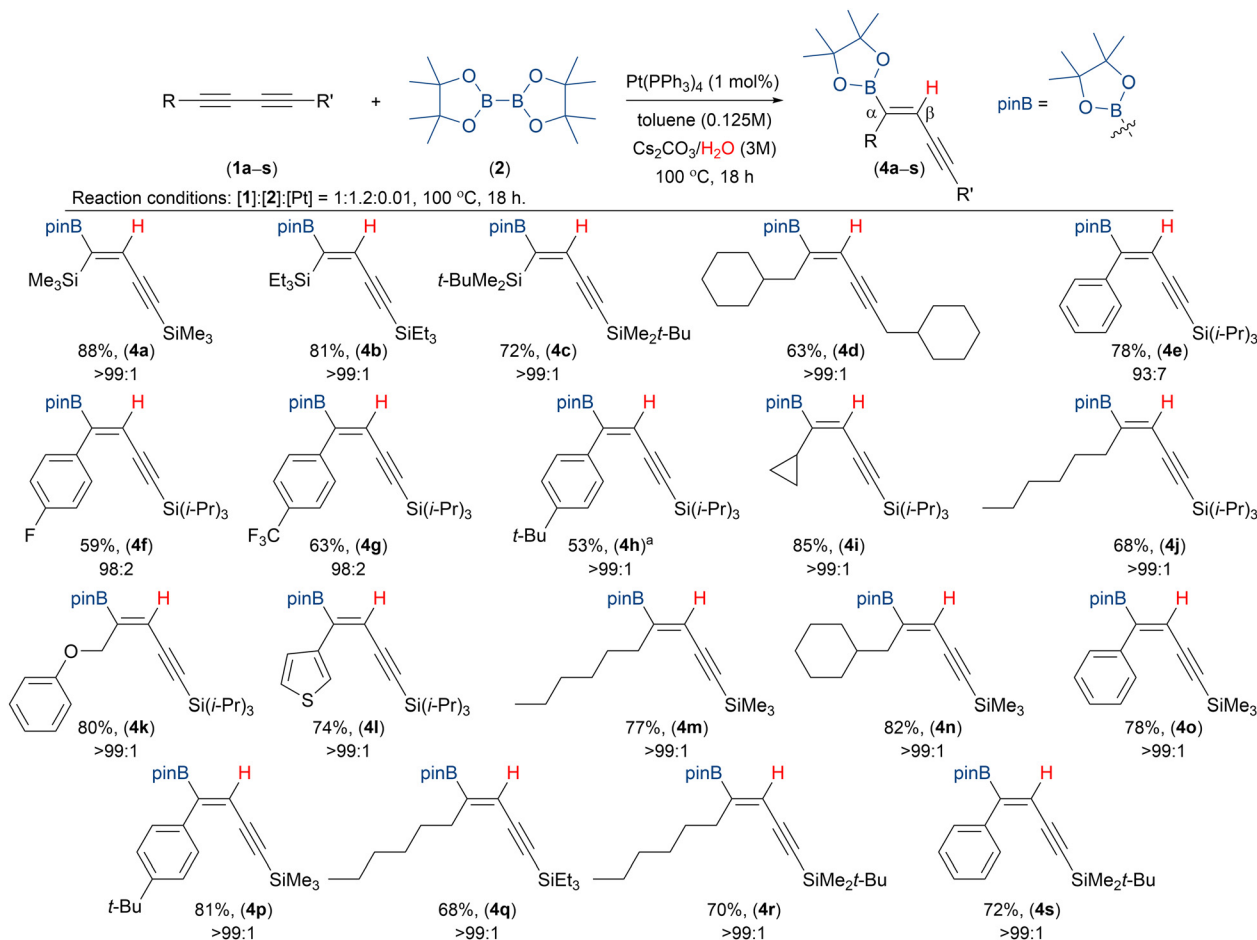 R
R'
+
B
B
O
O
O
O
Pt(PPh3)4 (1 mol%)
toluene (0.125M)
Cs2CO3/H2O (3M)
100 °C, 18 h
O
O
B
H
α
β
R
R'
pinB =
O
O
B
(1a–s)
(2)
(4a–s)
Reaction conditions: [1]:[2]:[Pt] = 1:1.2:0.01, 100 °C, 18 h.
pinB
H
Me3Si
SiMe3
88%, (4a)
>99:1
pinB
H
Et3Si
SiEt3
81%, (4b)
>99:1
pinB
H
t-BuMe2Si
SiMe2t-Bu
72%, (4c)
>99:1
pinB
H
63%, (4d)
>99:1
pinB
H
Si(i-Pr)3
78%, (4e)
93:7
pinB
H
Si(i-Pr)3
F
59%, (4f)
98:2
pinB
H
Si(i-Pr)3
F3C
63%, (4g)
98:2
pinB
H
Si(i-Pr)3
t-Bu
53%, (4h)a
>99:1
pinB
H
Si(i-Pr)3
85%, (4i)
>99:1
pinB
H
Si(i-Pr)3
68%, (4j)
>99:1
pinB
H
O
Si(i-Pr)3
80%, (4k)
>99:1
pinB
H
S
Si(i-Pr)3
74%, (4l)
>99:1
pinB
H
SiMe3
77%, (4m)
>99:1
pinB
H
SiMe3
82%, (4n)
>99:1
pinB
H
SiMe3
78%, (4o)
>99:1
pinB
H
SiMe3
t-Bu
81%, (4p)
>99:1
pinB
H
SiEt3
68%, (4q)
>99:1
pinB
H
SiMe2t-Bu
70%, (4r)
>99:1
pinB
H
SiMe2t-Bu
72%, (4s)
>99:1